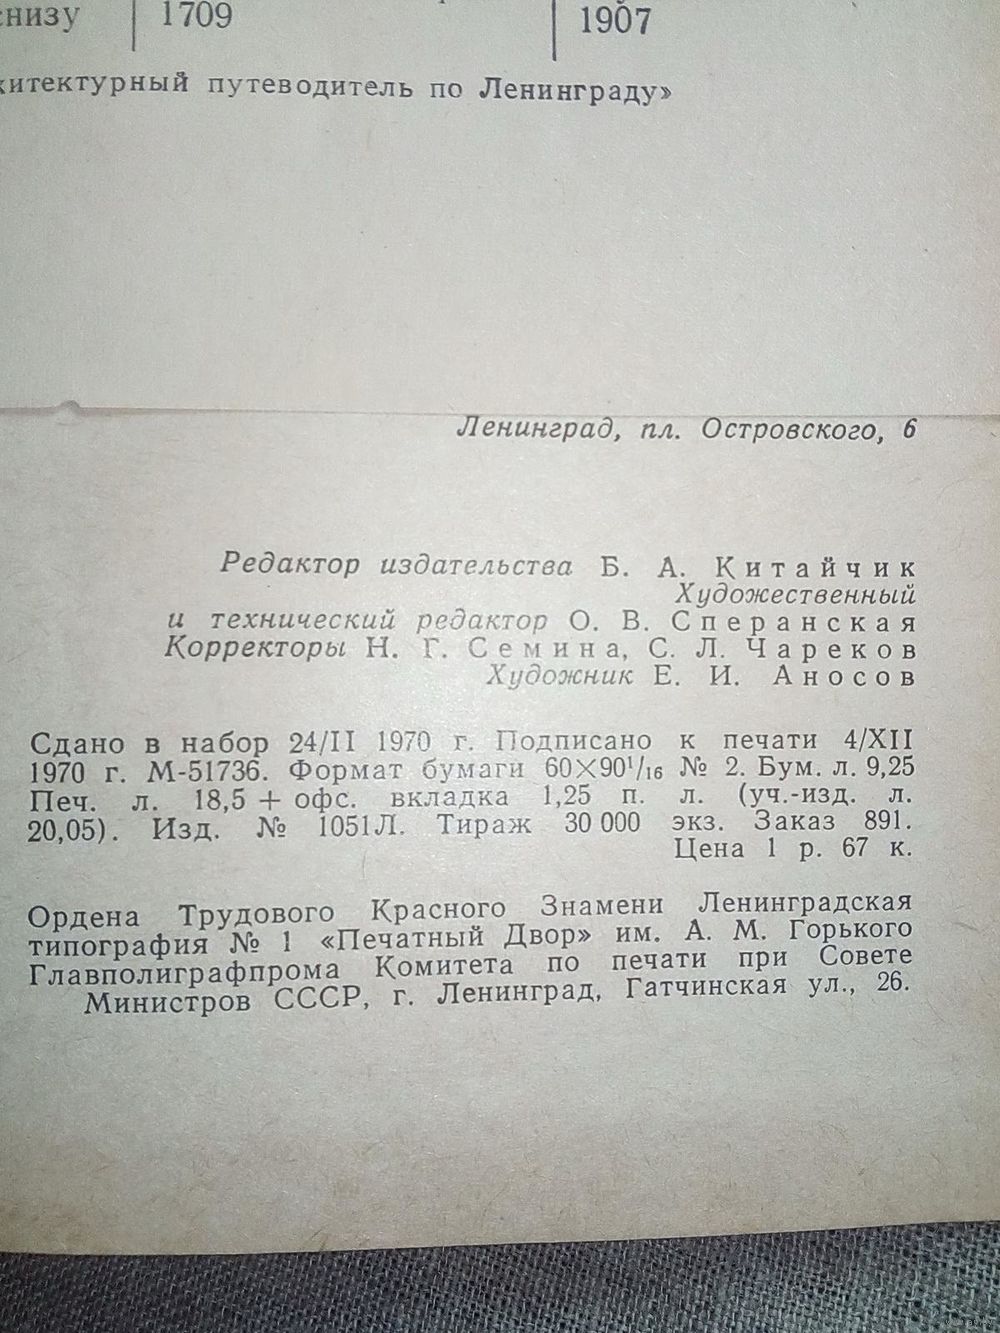 снизу 1709 1907
хитектурный путеводитель по Ленинграду»
Ленинград, пл. Островского, 6
Редактор издательства Б. А. Китайчик
Художественный
и технический редактор О. В. Сперанская
Корректоры Н. Г. Семина, С. Л. Чареков
Художник Е. И. Аносов
Сдано в набор 24/II 1970 г. Подписано к печати 4/XII
1970 г. М-51736. Формат бумаги 60×90¹/₁₆ № 2. Бум. л. 9,25
Печ. л. 18,5 + офс. вкладка 1,25 п. л. (уч.-изд. л.
20,05). Изд. № 1051Л. Тираж 30 000 экз. Заказ 891.
Цена 1 р. 67 к.
Ордена Трудового Красного Знамени Ленинградская
типография № 1 «Печатный Двор» им. А. М. Горького
Главполиграфпрома Комитета по печати при Совете
Министров СССР, г. Ленинград, Гатчинская ул., 26.